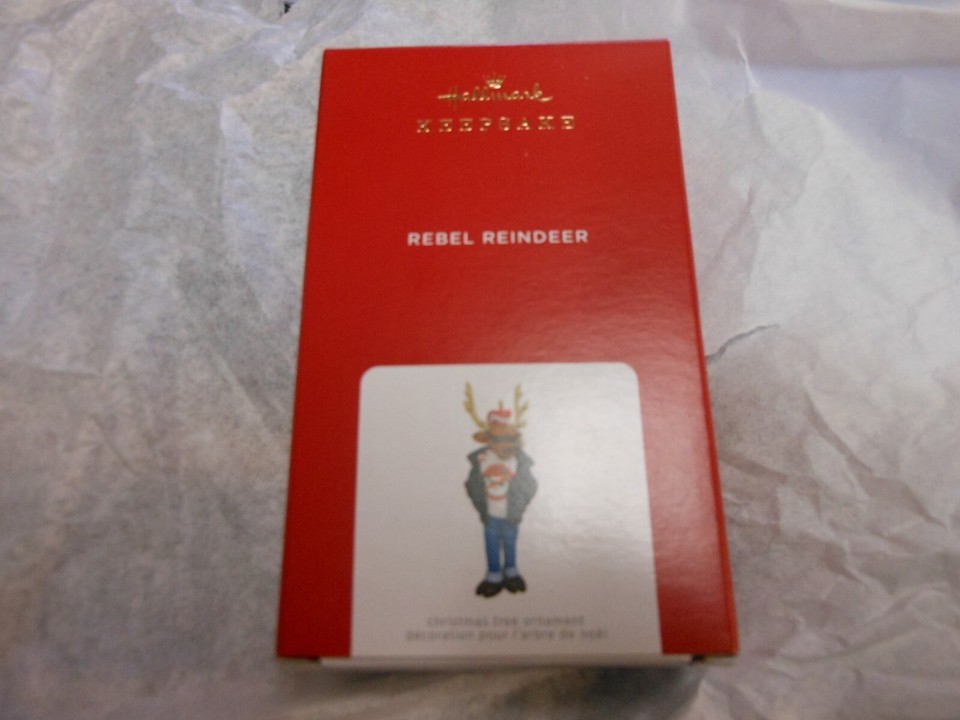 Hallmark
KEEPSAKE
REBEL REINDEER
christmas tree ornament
décoration pour l'arbre de noël